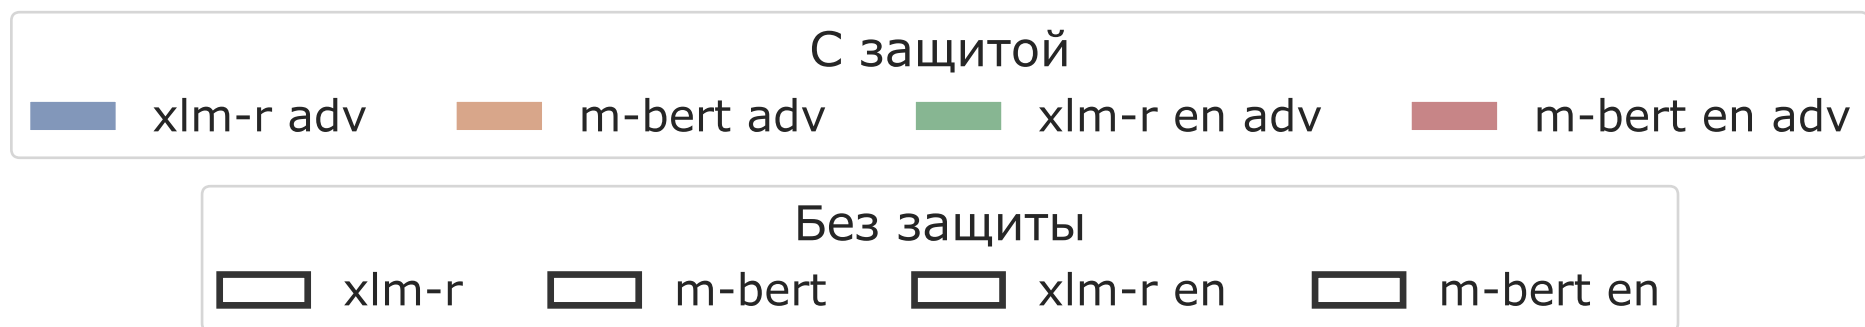 С защитой
xlm-r adv m-bert adv xlm-r en adv m-bert en adv
Без защиты
xlm-r m-bert xlm-r en m-bert en